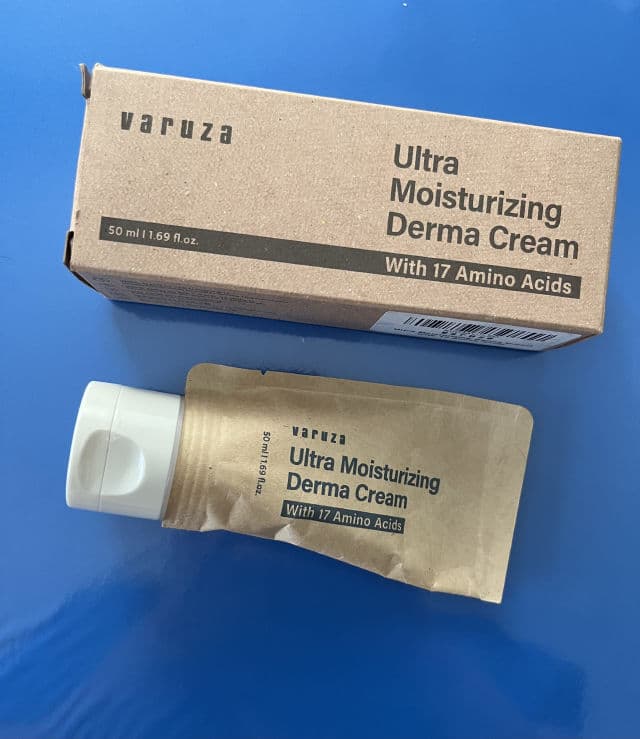 varuza
Ultra
Moisturizing
Derma Cream
50 ml | 1.69 fl.oz.
With 17 Amino Acids
varuza
50 ml | 1.69 fl.oz.
Ultra Moisturizing
Derma Cream
With 17 Amino Acids